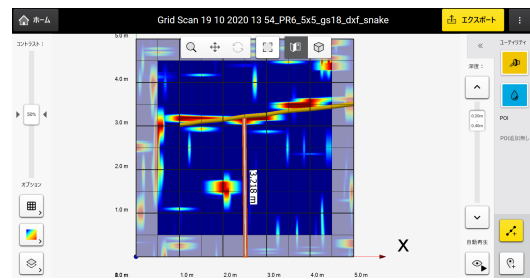 ホーム
Grid Scan 19 10 2020 13 54_PR6_5x5_gs18_dxf_snake
エクスポート
コントラスト：
50%
オプション
5.0 m
4.0 m
3.0 m
2.0 m
1.0 m
3.218 m
X
1.0 m
2.0 m
3.0 m
4.0 m
5.0 m
深度：
0.20m
0.40m
自動再生
ユーティリティ
POI